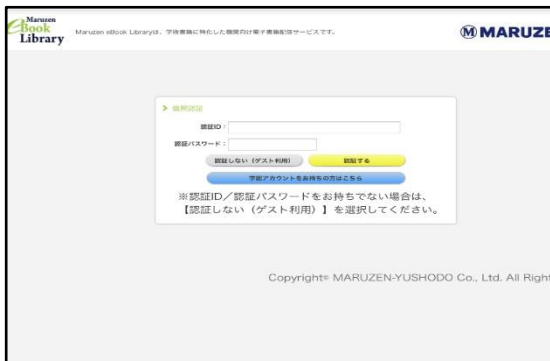 Maruzen
eBook
Library
Maruzen eBook Libraryは、学術書籍に特化した機関向け電子書籍配信サービスです。
M MARUZE
購読認証
認証ID：
認証パスワード：
認証しない（ゲスト利用） 認証する
学認アカウントをお持ちの方はこちら
※認証ID／認証パスワードをお持ちでない場合は、
【認証しない（ゲスト利用）】を選択してください。
Copyright© MARUZEN-YUSHODO Co., Ltd. All Right